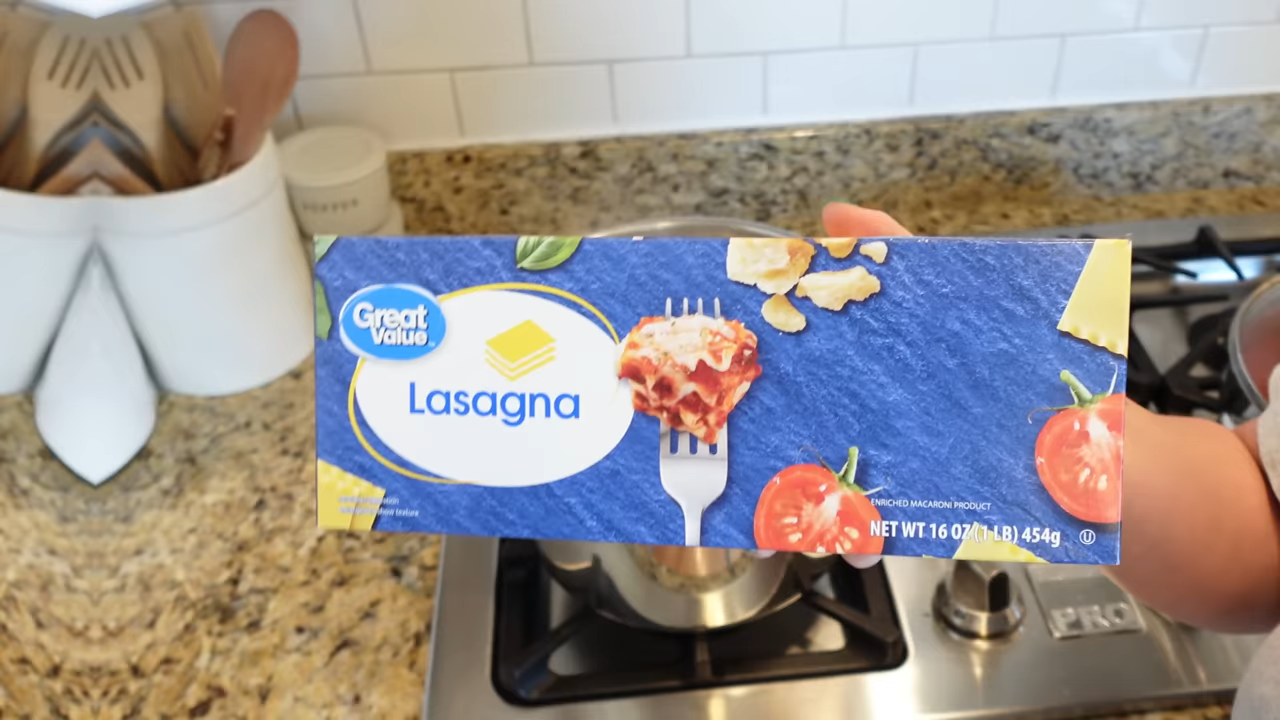 Great
Value
Lasagna
ENRICHED MACARONI PRODUCT
NET WT 16 OZ (1 LB) 454g
U
PRO